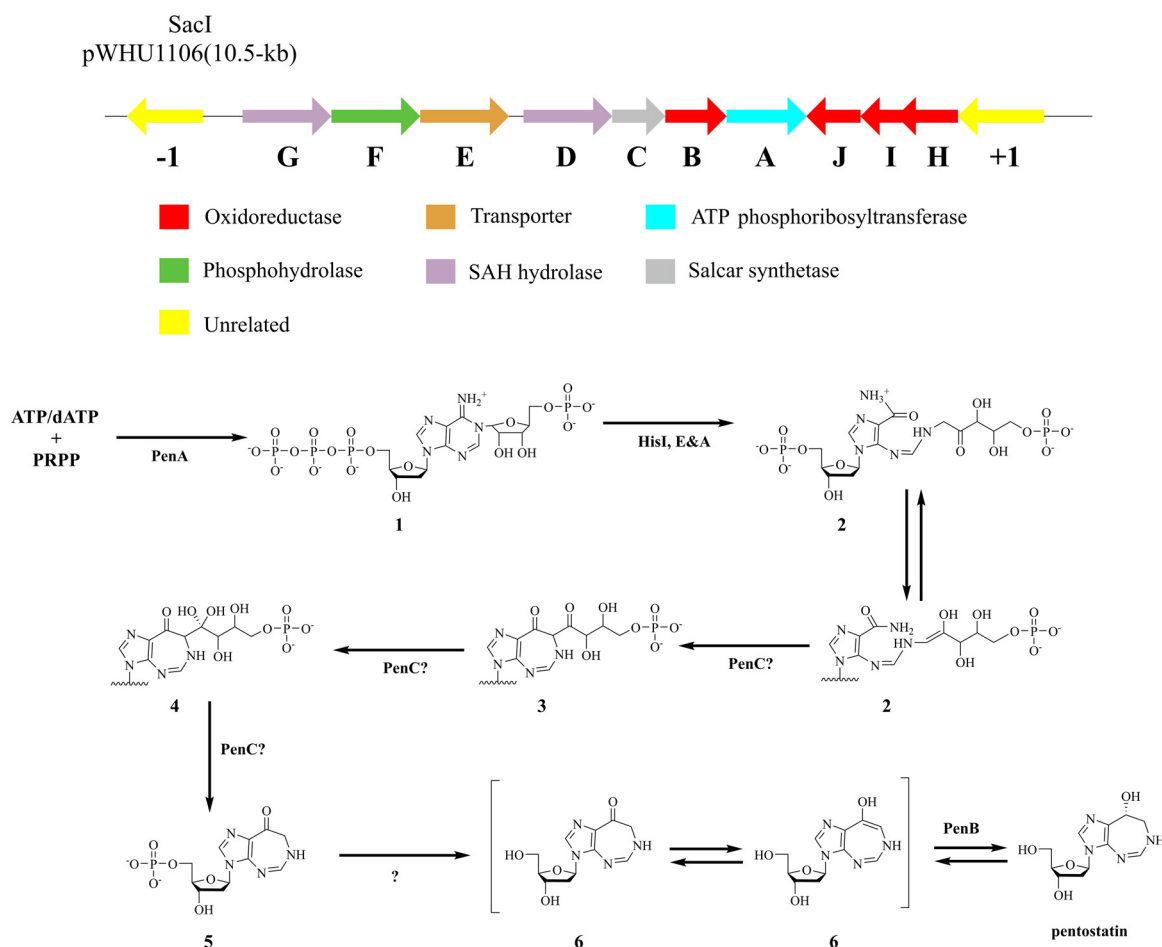 SacI
pWHU1106(10.5-kb)
-1 G F E D C B A J I H +1
Oxidoreductase Transporter ATP phosphoribosyltransferase
Phosphohydrolase SAH hydrolase Salcar synthetase
Unrelated
ATP/dATP
+
PRPP
PenA
1
HisI, E&A
2
PenC?
2
3
PenC?
4
PenC?
5
?
6
6
PenB
pentostatin